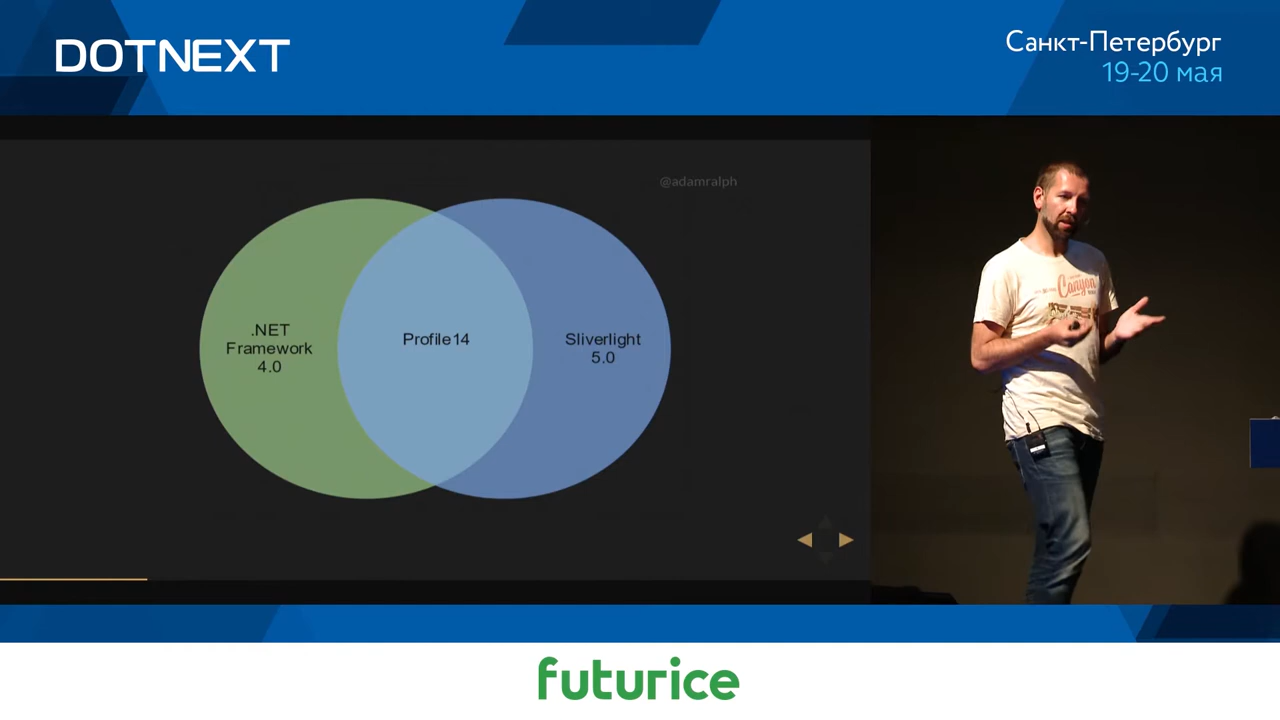 DOTNEXT
Санкт-Петербург
19-20 мая
@adamralph
.NET
Framework
4.0
Profile14
Sliverlight
5.0
Canyon
futurice